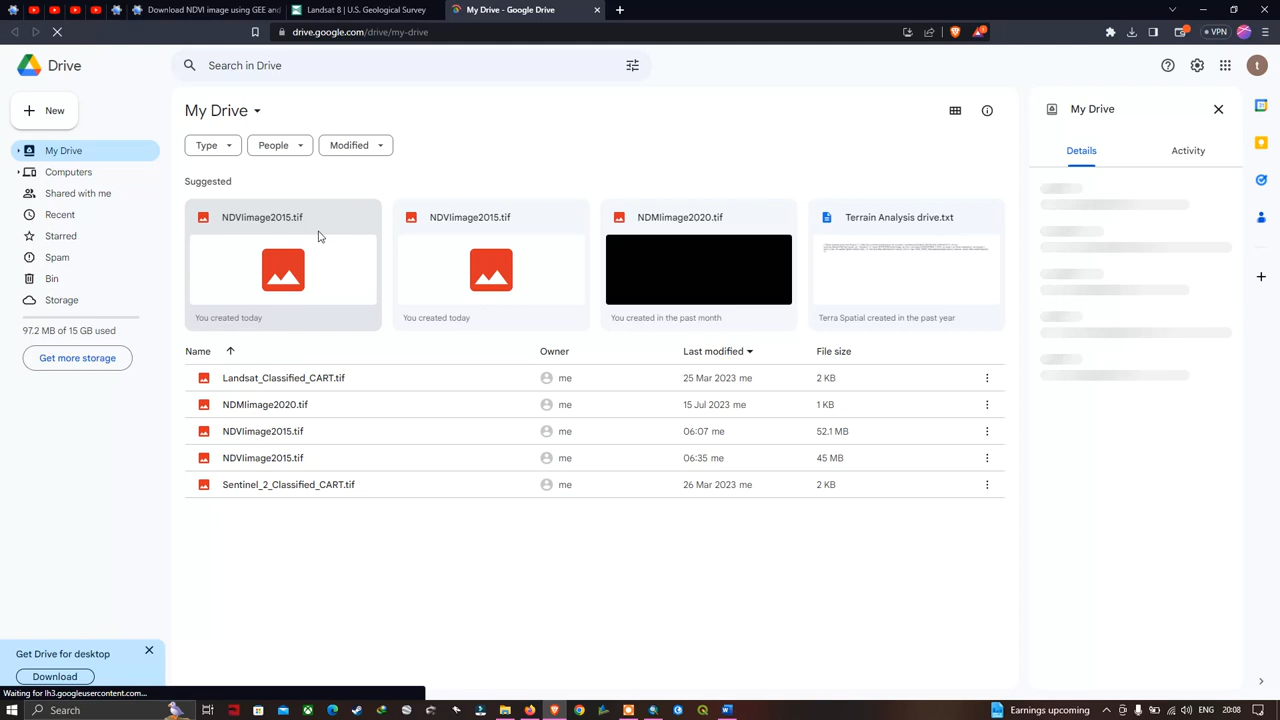 Download NDVI image using GEE and
Landsat 8 | U.S. Geological Survey
My Drive - Google Drive
drive.google.com/drive/my-drive
VPN
Drive
Search in Drive
t
New
My Drive
Computers
Shared with me
Recent
Starred
Spam
Bin
Storage
97.2 MB of 15 GB used
Get more storage
Get Drive for desktop
Download
My Drive
Type
People
Modified
Suggested
NDVIimage2015.tif
You created today
NDVIimage2015.tif
You created today
NDMIimage2020.tif
You created in the past month
Terrain Analysis drive.txt
Terra Spatial created in the past year
Name Owner Last modified File size
Landsat_Classified_CART.tif me 25 Mar 2023 me 2 KB
NDMIimage2020.tif me 15 Jul 2023 me 1 KB
NDVIimage2015.tif me 06:07 me 52.1 MB
NDVIimage2015.tif me 06:35 me 45 MB
Sentinel_2_Classified_CART.tif me 26 Mar 2023 me 2 KB
My Drive
Details Activity
Waiting for lh3.googleusercontent.com...
Search
Earnings upcoming
ENG
20:08